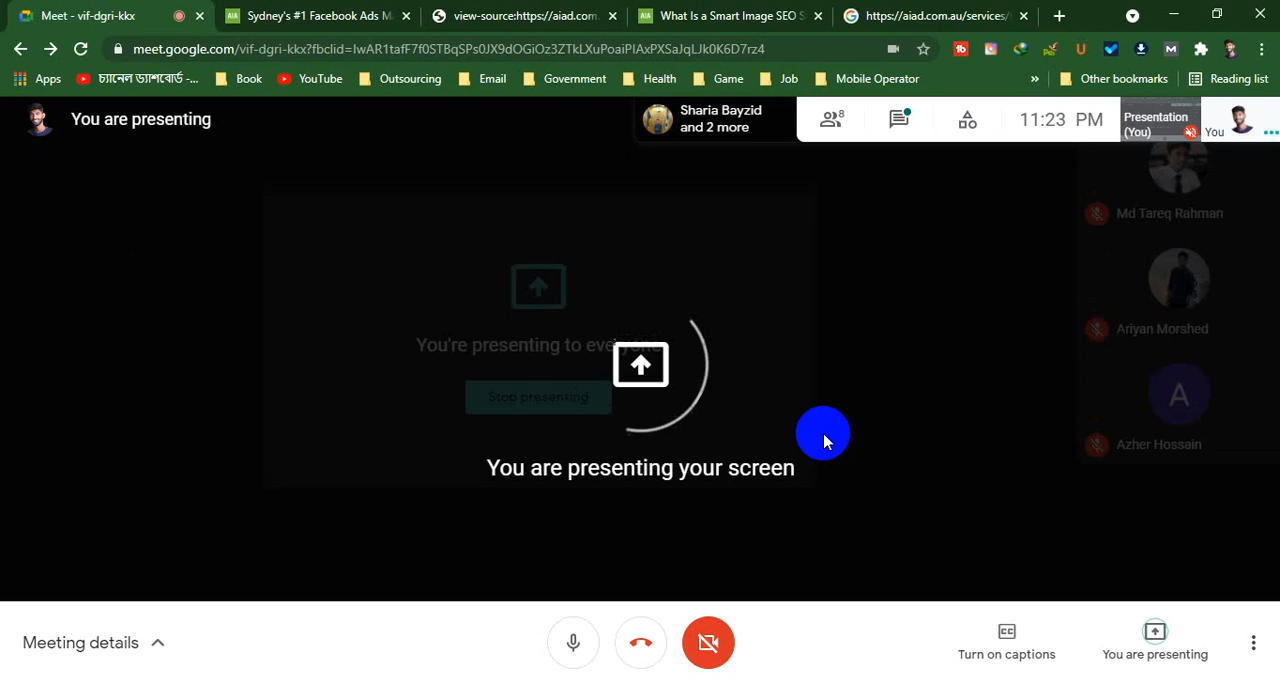 Meet - vif-dgri-kkx
Sydney's #1 Facebook Ads M
view-source:https://aiad.com.
What Is a Smart Image SEO S
https://aiad.com.au/services/
meet.google.com/vif-dgri-kkx?fbclid=IwAR1tafF7f0STBqSPs0JX9dOGiOz3ZTkLXuPoaiPIAxPXSaJqLJk0K6D7rz4
Apps
চ্যানেল ড্যাশবোর্ড -...
Book
YouTube
Outsourcing
Email
Government
Health
Game
Job
Mobile Operator
»
Other bookmarks
Reading list
You are presenting
Sharia Bayzid
and 2 more
8
11:23 PM
Presentation
(You)
You
Md Tareq Rahman
Ariyan Morshed
A
Azher Hossain
You're presenting to everyone
Stop presenting
You are presenting your screen
Meeting details
Turn on captions
You are presenting